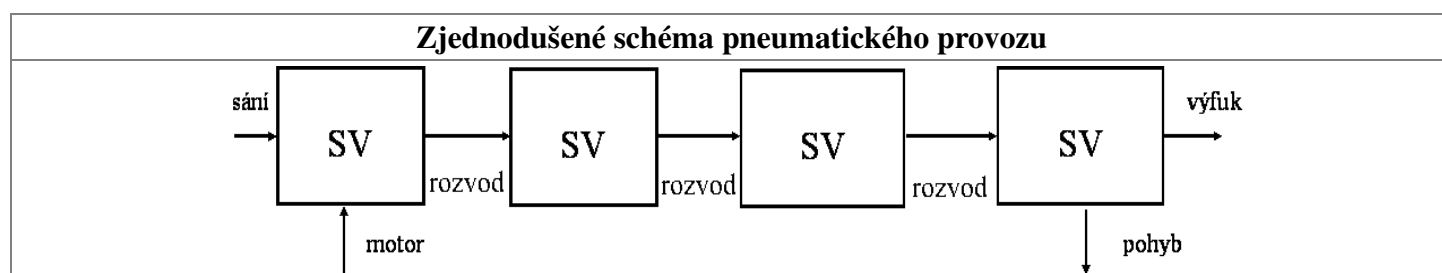 Zjednodušené schéma pneumatického provozu
sání
výfuk
SV
SV
SV
SV
rozvod
rozvod
rozvod
motor
pohyb